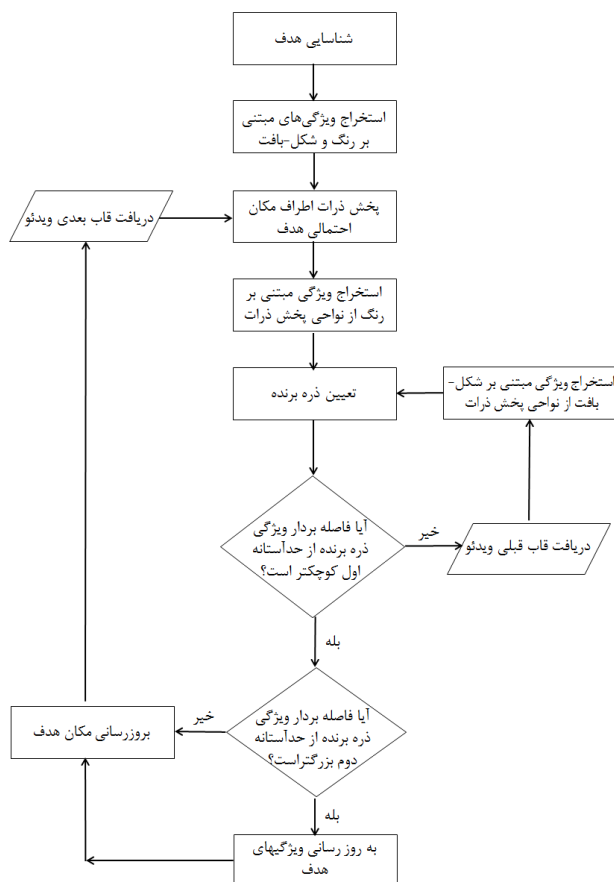 شناسایی هدف
استخراج ویژگی‌های مبتنی
بر رنگ و شکل-بافت
پخش ذرات اطراف مکان
احتمالی هدف
دریافت قاب بعدی ویدئو
استخراج ویژگی مبتنی بر
رنگ از نواحی پخش ذرات
تعیین ذره برنده
استخراج ویژگی مبتنی بر شکل-
بافت از نواحی پخش ذرات
آیا فاصله بردار ویژگی
ذره برنده از حدآستانه
اول کوچکتر است؟
خیر
دریافت قاب قبلی ویدئو
بله
آیا فاصله بردار ویژگی
ذره برنده از حدآستانه
دوم بزرگتراست؟
خیر
بروزرسانی مکان هدف
بله
به روز رسانی ویژگیهای
هدف